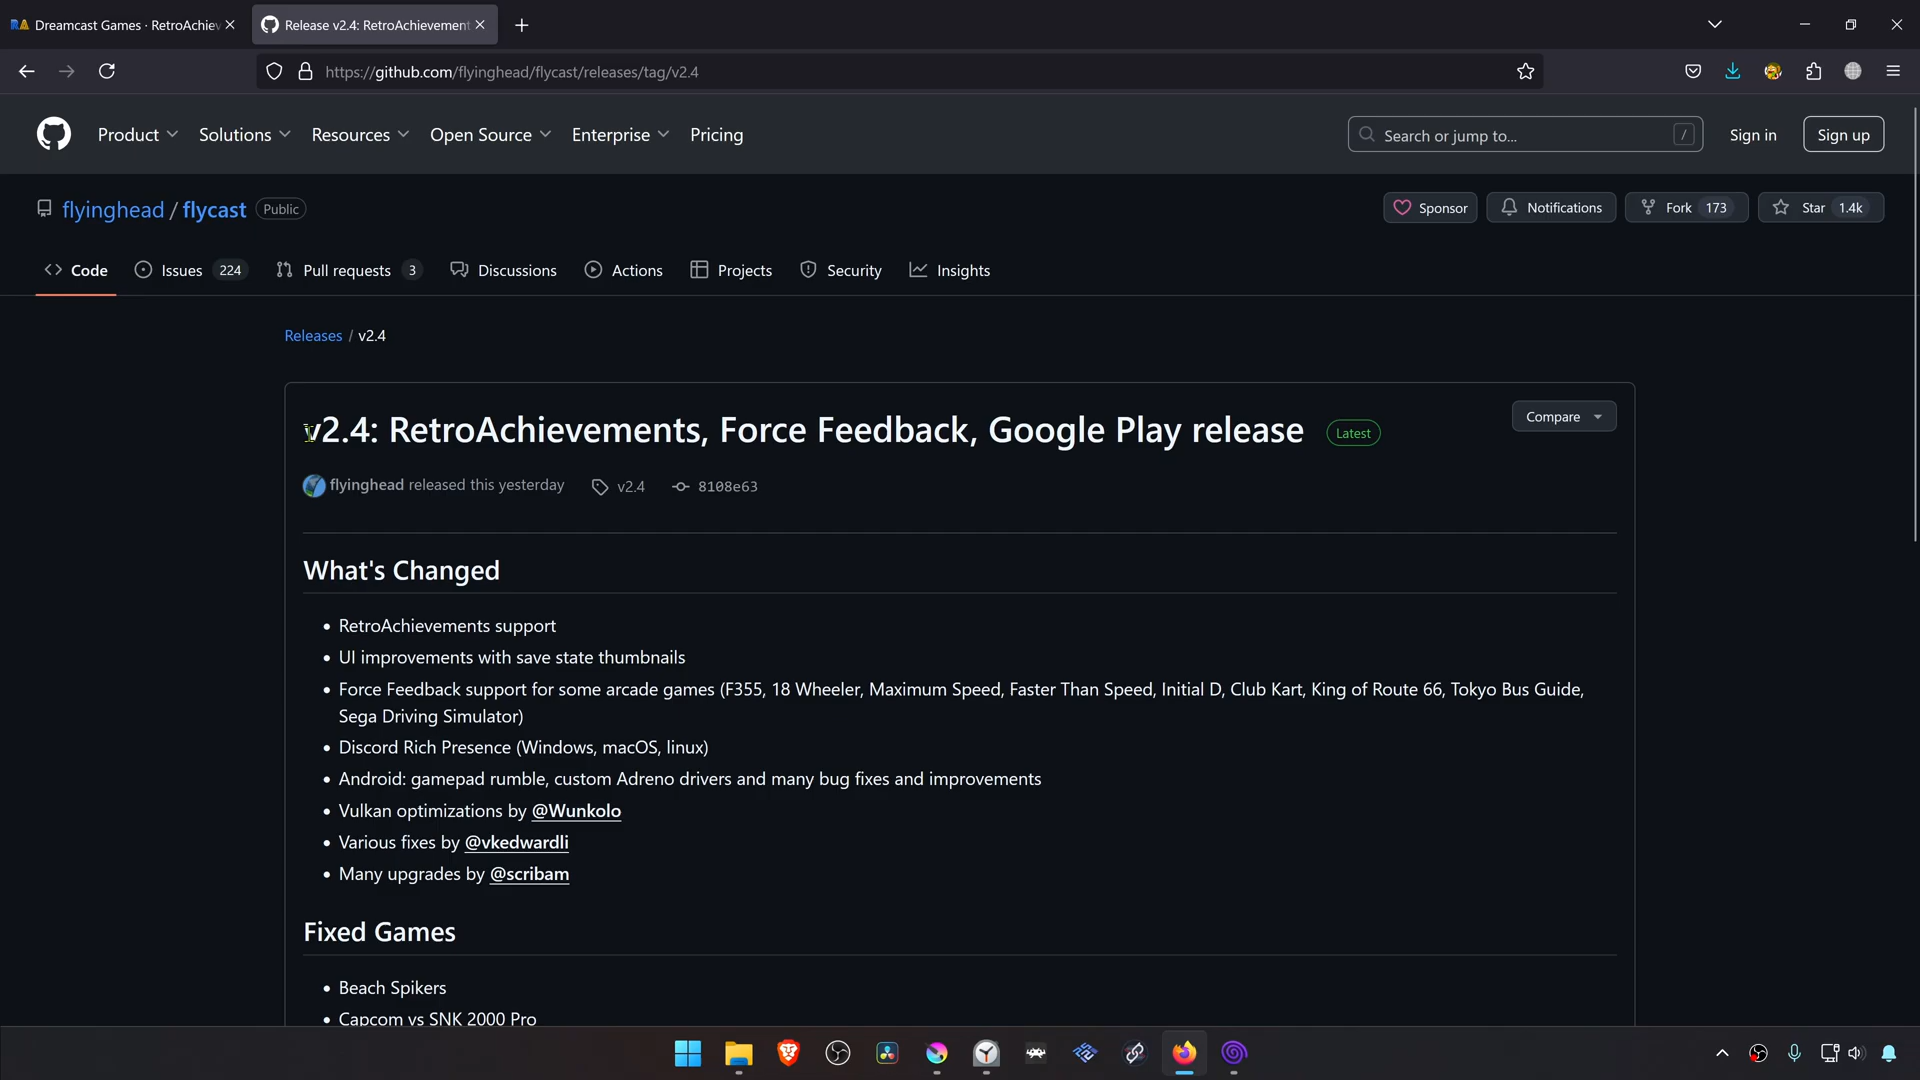 Dreamcast Games · RetroAchiev
Release v2.4: RetroAchievement
https://github.com/flyinghead/flycast/releases/tag/v2.4
Product Solutions Resources Open Source Enterprise Pricing
Search or jump to... /
Sign in
Sign up
flyinghead / flycast Public
Sponsor Notifications Fork 173 Star 1.4k
Code Issues 224 Pull requests 3 Discussions Actions Projects Security Insights
Releases / v2.4
v2.4: RetroAchievements, Force Feedback, Google Play release Latest
Compare
flyinghead released this yesterday v2.4 8108e63
What's Changed
• RetroAchievements support
• UI improvements with save state thumbnails
• Force Feedback support for some arcade games (F355, 18 Wheeler, Maximum Speed, Faster Than Speed, Initial D, Club Kart, King of Route 66, Tokyo Bus Guide,
Sega Driving Simulator)
• Discord Rich Presence (Windows, macOS, linux)
• Android: gamepad rumble, custom Adreno drivers and many bug fixes and improvements
• Vulkan optimizations by @Wunkolo
• Various fixes by @vkedwardli
• Many upgrades by @scribam
Fixed Games
• Beach Spikers
• Capcom vs SNK 2000 Pro